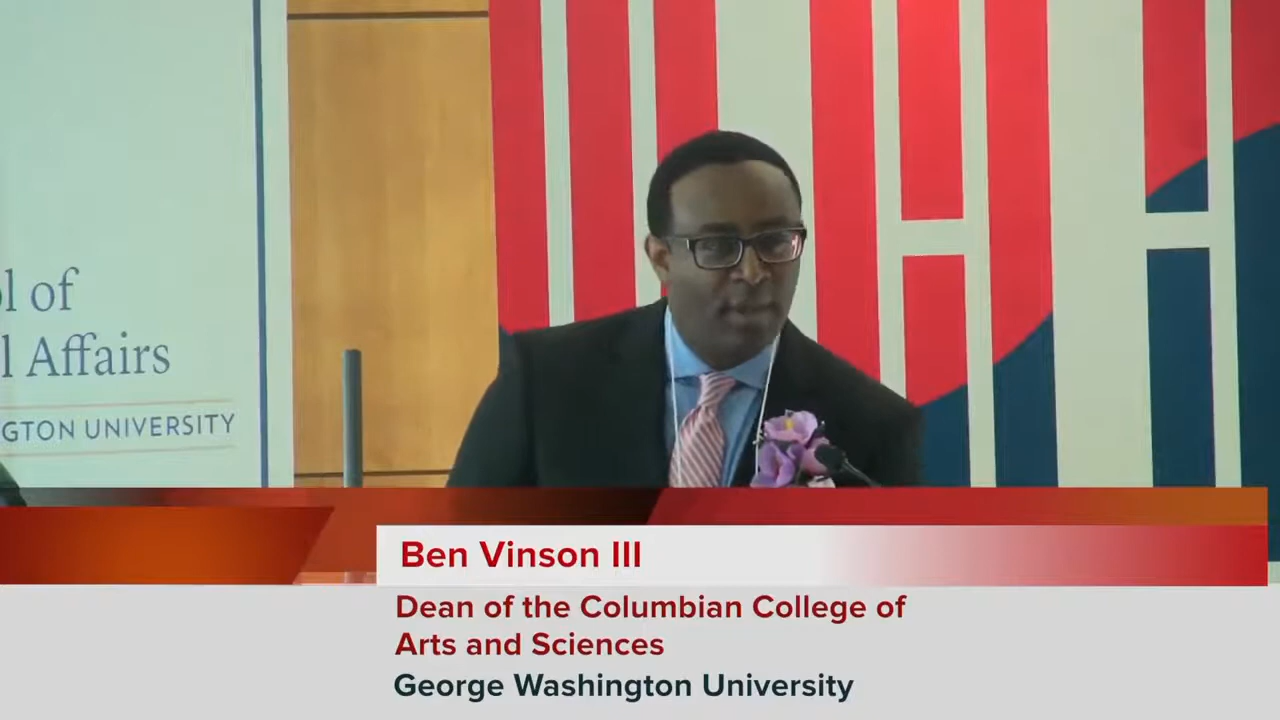 l of
l Affairs
GTON UNIVERSITY
Ben Vinson III
Dean of the Columbian College of
Arts and Sciences
George Washington University